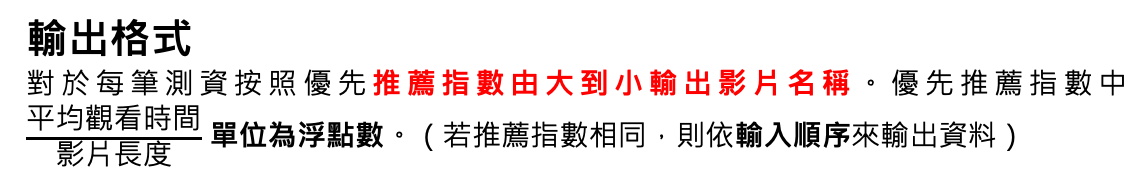 輸出格式
對於每筆測資按照優先推薦指數由大到小輸出影片名稱。優先推薦指數中
平均觀看時間
影片長度
單位為浮點數。(若推薦指數相同，則依輸入順序來輸出資料)